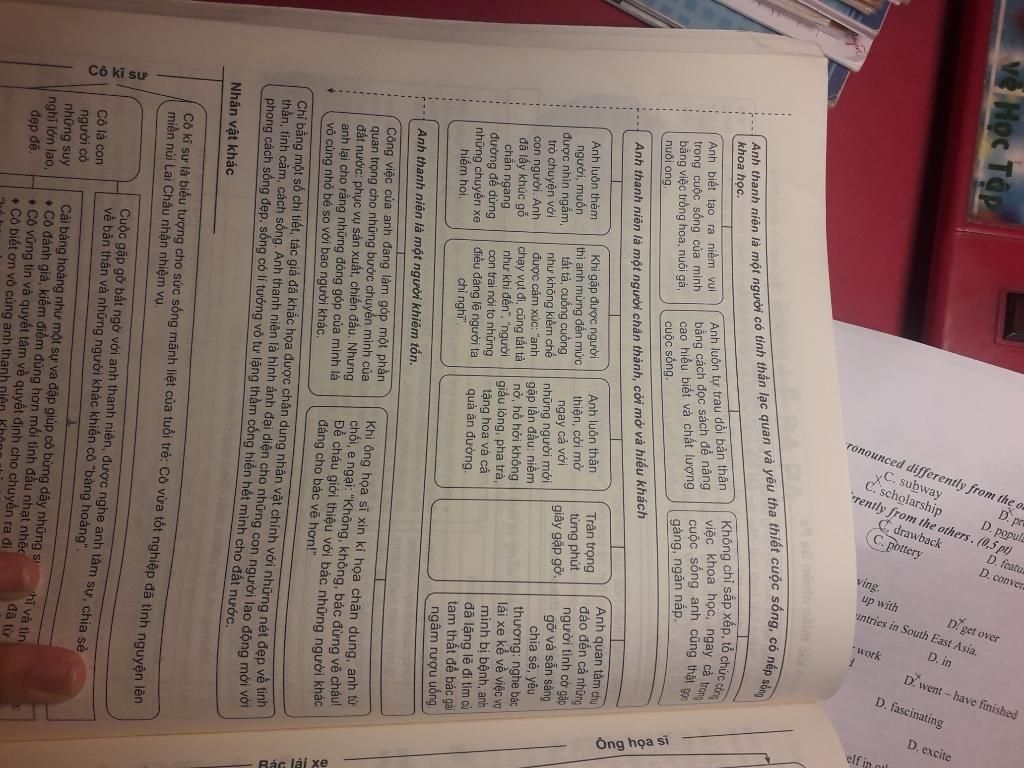 Anh thanh niên là một người có tinh thần lạc quan và yêu tha thiết cuộc sống, có nếp sống
khoa học.
Anh biết tạo ra niềm vui
trong cuộc sống của mình
bằng việc trồng hoa, nuôi gà,
nuôi ong.
Anh luôn tự trau dồi bản thân
bằng cách đọc sách để nâng
cao hiểu biết và chất lượng
cuộc sống.
Không chỉ sắp xếp, tổ chức công
việc khoa học, ngay cả trong
cuộc sống anh cũng thật gọn
gàng, ngăn nắp.
Anh thanh niên là một người chân thành, cởi mở và hiếu khách
Anh luôn thèm
người, muốn
được nhìn ngắm,
trò chuyện với
con người. Anh
đã lấy khúc gỗ
chắn ngang
đường để dừng
những chuyến xe
hiếm hoi.
Khi gặp được người
thì anh mừng đến mức
tất tả, cuống cuồng
như không kiềm chế
được cảm xúc: "anh
chạy vụt đi, cũng tất tả
như khi đến", "người
con trai nói to những
điều đáng lẽ người ta
chỉ nghĩ".
Anh luôn thân
thiện, cởi mở
ngay cả với
những người mới
gặp lần đầu: niềm
nở, hồ hởi không
giấu lòng, pha trà,
tặng hoa và cả
quà ăn đường.
Trân trọng
từng phút
giây gặp gỡ.
Anh quan tâm chu
đáo đến cả những
người tình cờ gặp
gỡ và sẵn sàng
chia sẻ yêu
thương: nghe bác
lái xe kể về việc vợ
mình bị bệnh, anh
đã lặng lẽ đi tìm củ
tam thất để bác gái
ngâm rượu uống.
Anh thanh niên là một người khiêm tốn.
Công việc của anh đang làm góp một phần
quan trọng cho những bước chuyển mình của
đất nước: phục vụ sản xuất, chiến đấu. Nhưng
anh lại cho rằng những đóng góp của mình là
vô cùng nhỏ bé so với bao người khác.
Khi ông họa sĩ xin kí họa chân dung, anh từ
chối, e ngại: "Không, không, bác đừng vẽ cháu!
Để cháu giới thiệu với bác những người khác
đáng cho bác vẽ hơn!"
Chỉ bằng một số chi tiết, tác giả đã khắc họa được chân dung nhân vật chính với những nét đẹp về tinh
thần, tình cảm, cách sống. Anh thanh niên là hình ảnh đại diện cho những con người lao động mới với
phong cách sống đẹp, sống có lí tưởng vô tư lặng thầm cống hiến hết mình cho đất nước.
Nhân vật khác
Cô kĩ sư
Cô kĩ sư là biểu tượng cho sức sống mãnh liệt của tuổi trẻ: Cô vừa tốt nghiệp đã tình nguyện lên
miền núi Lai Châu nhận nhiệm vụ.
Cô là con
người có
những suy
nghĩ lớn lao,
đẹp đẽ.
Cuộc gặp gỡ bất ngờ với anh thanh niên, được nghe anh tâm sự, chia sẻ
về bản thân và những người khác khiến cô "bàng hoàng".
Cái bàng hoàng như một sự va đập giúp cô bừng dậy những
♦ Cô đánh giá, kiểm điểm đúng hơn mối tình đầu nhạt nhẽo
♦ Cô vững tin và quyết tâm về quyết định cho chuyến ra đi
♦ Cô biết ơn vô cùng anh thanh niên. Không
Ông họa sĩ
Bác lái xe
Về Học Tập
ronounced differently from the
C. subway
C. scholarship
D. popula
erently from the others . (0,5 pt)
C. drawback
D. featu
C. pottery
D. conven
ving.
up with
D. get over
untries in South East Asia.
D. in
work
D. went – have finished
D. fascinating
D. excite